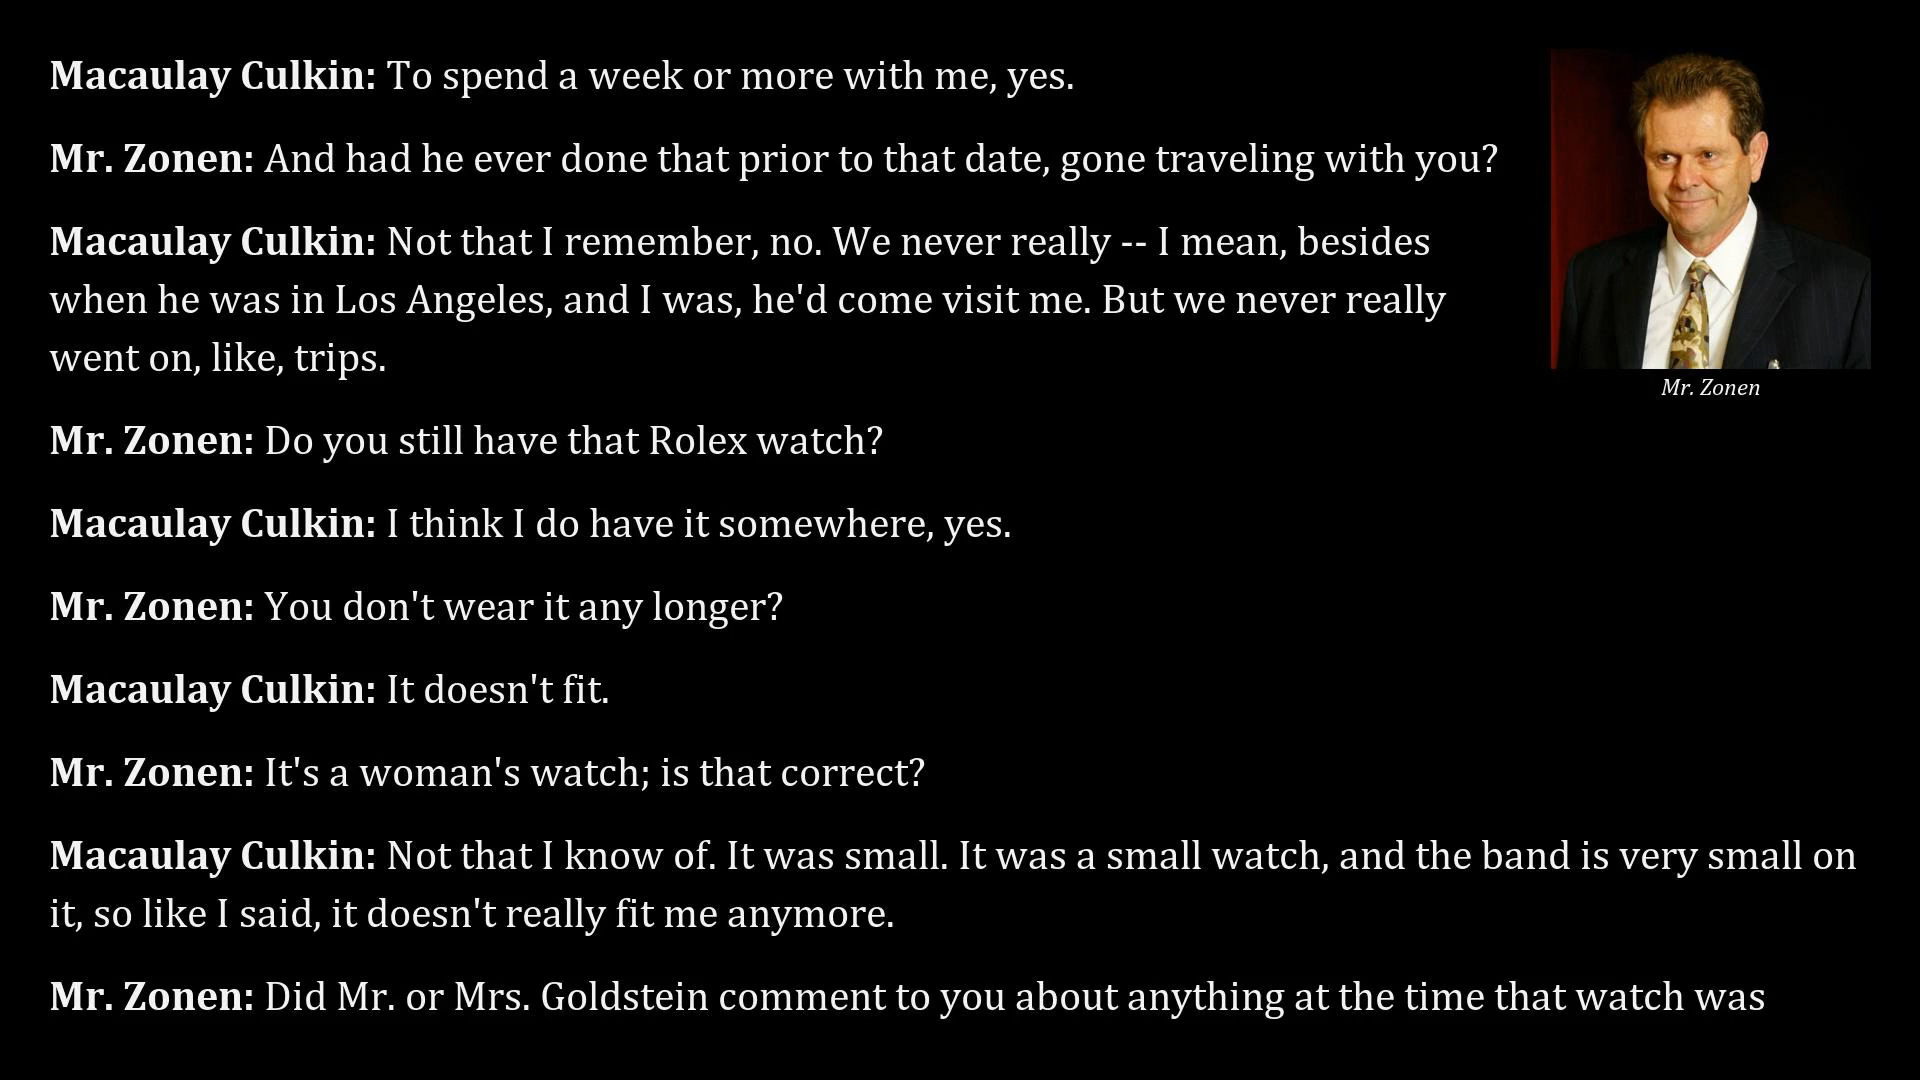 Macaulay Culkin: To spend a week or more with me, yes.
Mr. Zonen: And had he ever done that prior to that date, gone traveling with you?
Macaulay Culkin: Not that I remember, no. We never really -- I mean, besides
when he was in Los Angeles, and I was, he'd come visit me. But we never really
went on, like, trips.
Mr. Zonen
Mr. Zonen: Do you still have that Rolex watch?
Macaulay Culkin: I think I do have it somewhere, yes.
Mr. Zonen: You don't wear it any longer?
Macaulay Culkin: It doesn't fit.
Mr. Zonen: It's a woman's watch; is that correct?
Macaulay Culkin: Not that I know of. It was small. It was a small watch, and the band is very small on
it, so like I said, it doesn't really fit me anymore.
Mr. Zonen: Did Mr. or Mrs. Goldstein comment to you about anything at the time that watch was